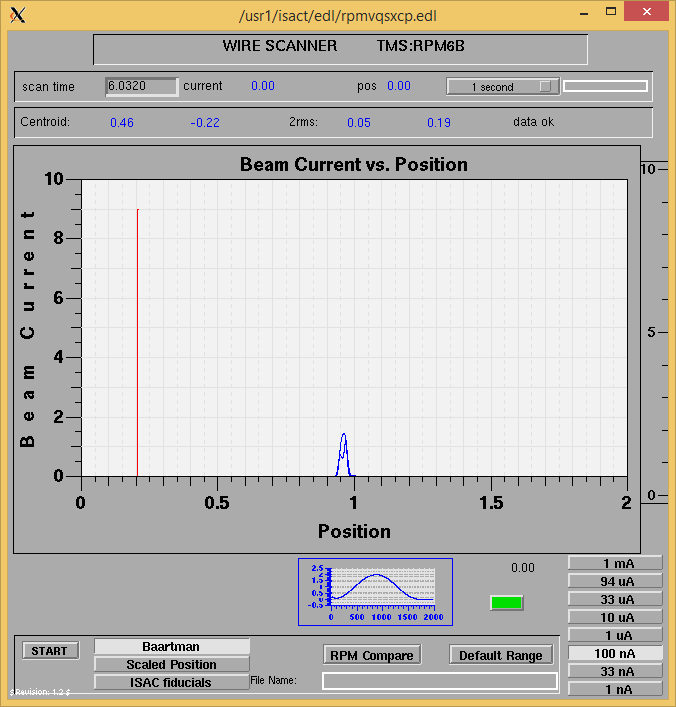 /usr1/isact/edl/rpmvqsxcp.edl
WIRE SCANNER TMS:RPM6B
scan time 6.0320 current 0.00 pos 0.00 1 second
Centroid: 0.46 -0.22 2rms: 0.05 0.19 data ok
Beam Current vs. Position
Beam Current
10
8
6
4
2
0
0 0.5 1 1.5 2
Position
10
5
0
2.5
2.0
1.5
1.0
0.5
0.0
-0.5
0 500 1000 1500 2000
0.00
1 mA
94 uA
33 uA
10 uA
1 uA
100 nA
33 nA
1 nA
START
Baartman
Scaled Position
ISAC fiducials
RPM Compare
Default Range
File Name:
$Revision: 1.2 $